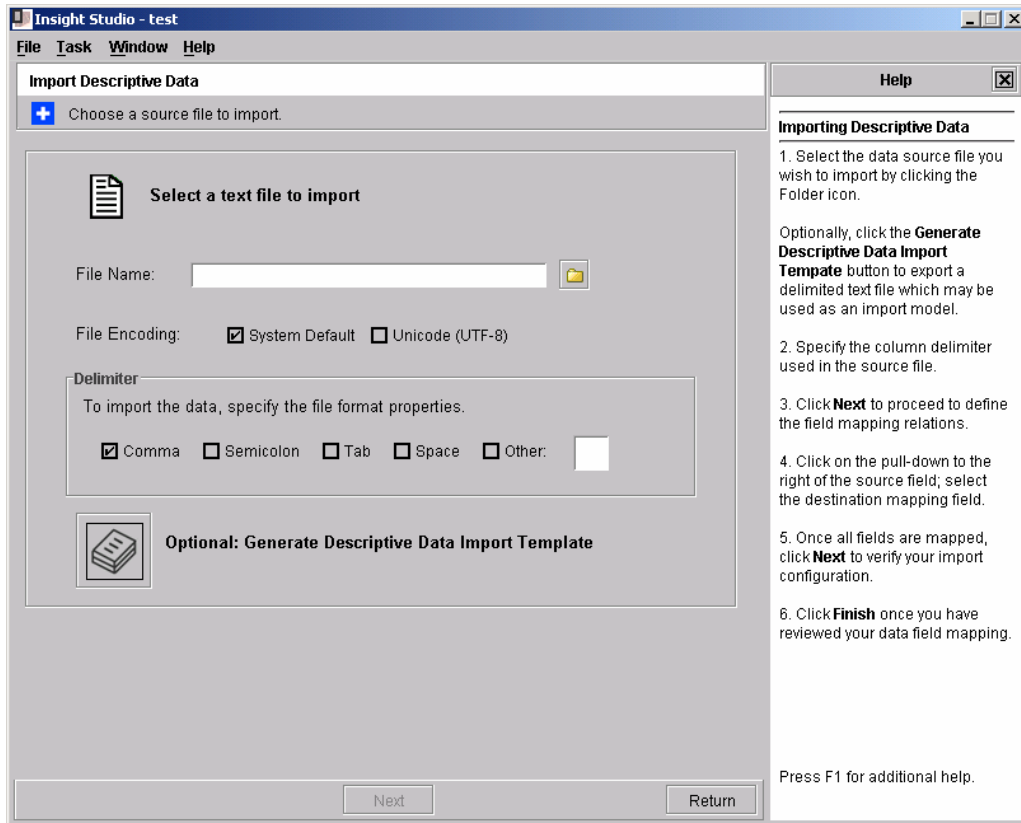 Insight Studio - test
File Task Window Help
Import Descriptive Data
Choose a source file to import.
Select a text file to import
File Name:
File Encoding: System Default Unicode (UTF-8)
Delimiter
To import the data, specify the file format properties.
Comma Semicolon Tab Space Other:
Optional: Generate Descriptive Data Import Template
Next Return
Help
Importing Descriptive Data
1. Select the data source file you
wish to import by clicking the
Folder icon.
Optionally, click the Generate
Descriptive Data Import
Tempate button to export a
delimited text file which may be
used as an import model.
2. Specify the column delimiter
used in the source file.
3. Click Next to proceed to define
the field mapping relations.
4. Click on the pull-down to the
right of the source field; select
the destination mapping field.
5. Once all fields are mapped,
click Next to verify your import
configuration.
6. Click Finish once you have
reviewed your data field mapping.
Press F1 for additional help.